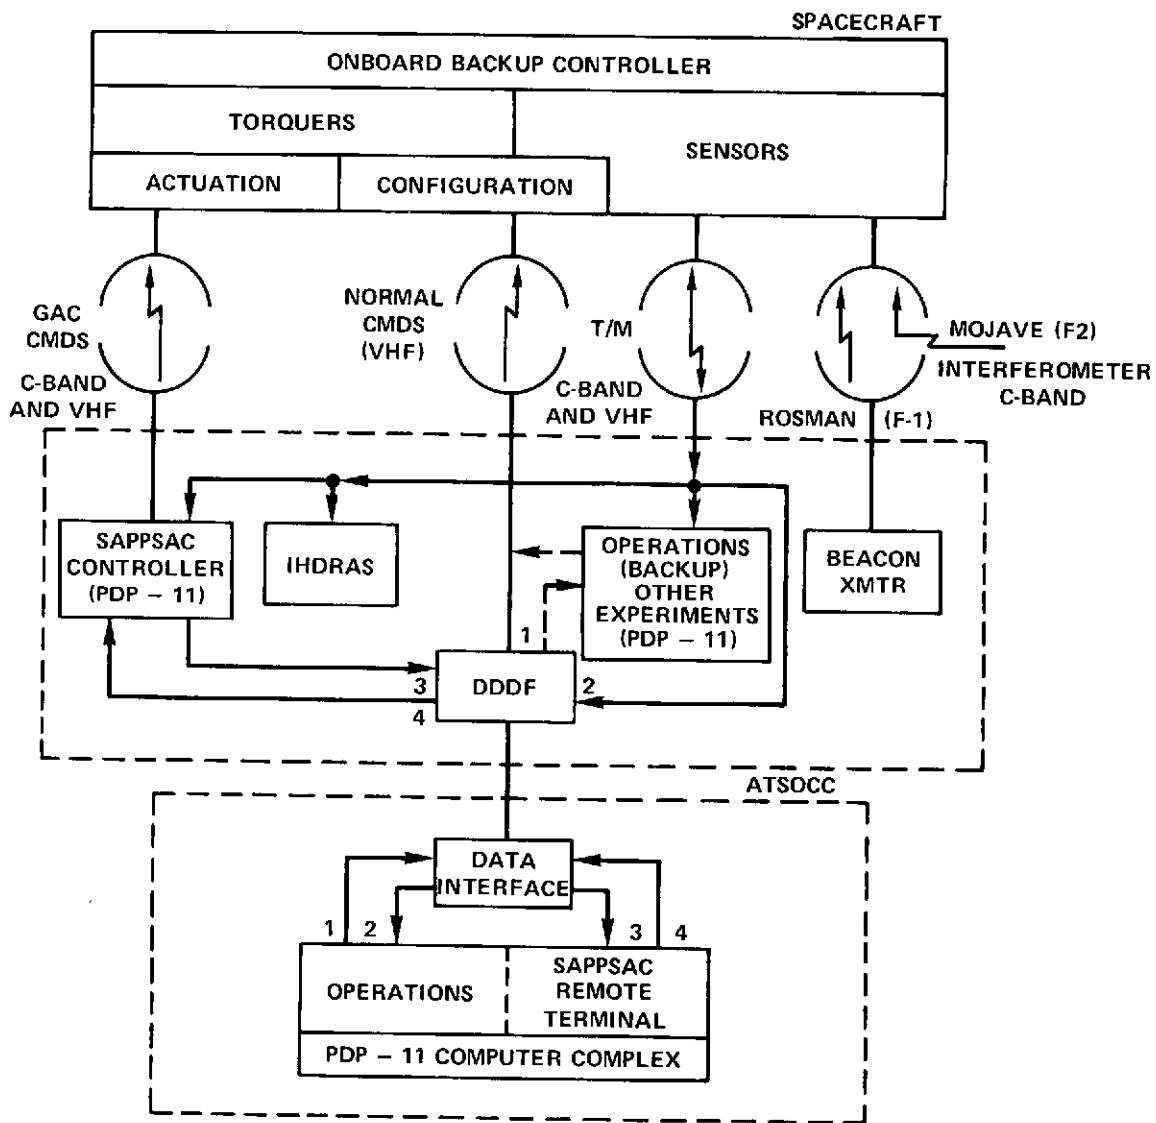 SPACECRAFT
ONBOARD BACKUP CONTROLLER
TORQUERS
SENSORS
ACTUATION
CONFIGURATION
GAC
CMDS
C-BAND
AND VHF
NORMAL
CMDS
(VHF)
T/M
C-BAND
AND VHF
MOJAVE (F2)
INTERFEROMETER
C-BAND
ROSMAN (F-1)
SAPPSAC
CONTROLLER
(PDP – 11)
IHDRAS
OPERATIONS
(BACKUP)
OTHER
EXPERIMENTS
(PDP – 11)
BEACON
XMTR
1
3
4
DDDF
2
ATSOCC
DATA
INTERFACE
1 2
3 4
OPERATIONS
SAPPSAC
REMOTE
TERMINAL
PDP – 11 COMPUTER COMPLEX